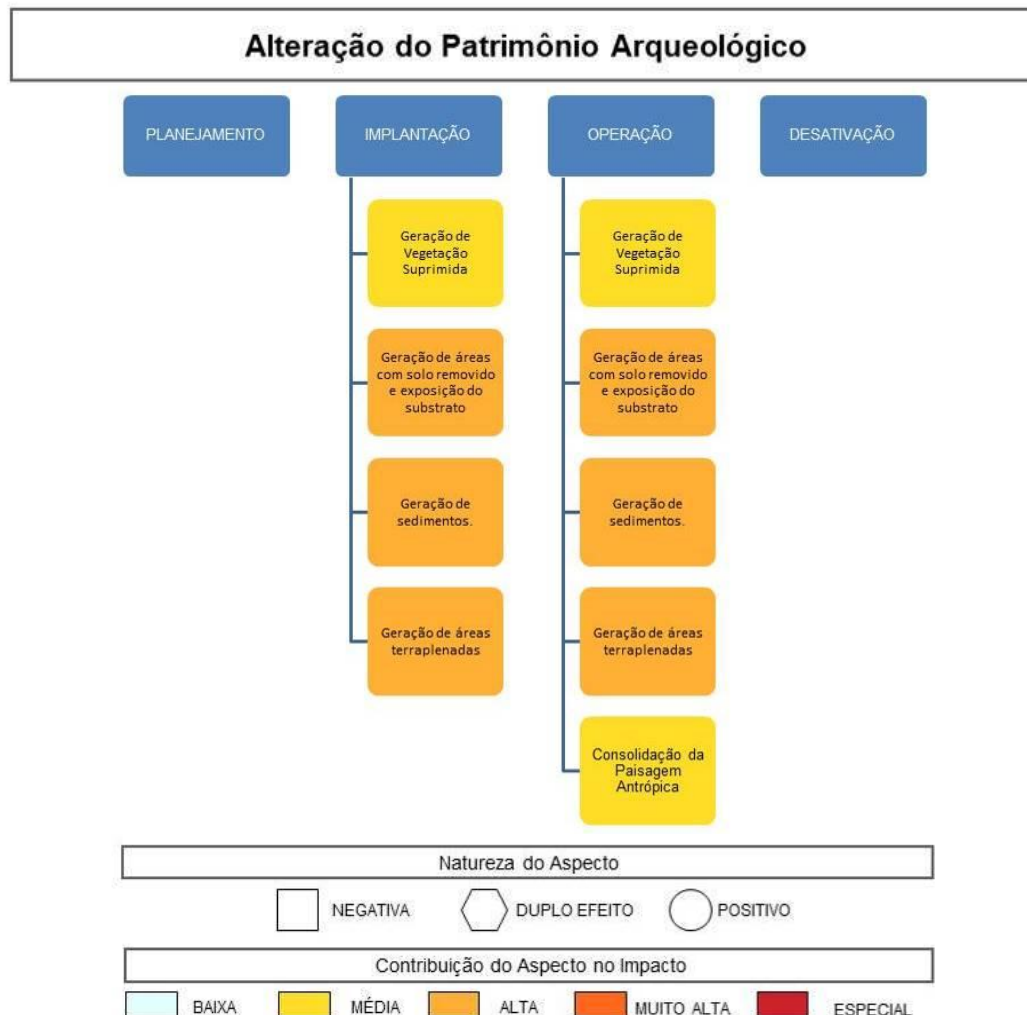 Alteração do Patrimônio Arqueológico
PLANEJAMENTO
IMPLANTAÇÃO
OPERAÇÃO
DESATIVAÇÃO
Geração de
Vegetação
Suprimida
Geração de áreas
com solo removido
e exposição do
substrato
Geração de
sedimentos.
Geração de áreas
terraplenadas
Geração de
Vegetação
Suprimida
Geração de áreas
com solo removido
e exposição do
substrato
Geração de
sedimentos.
Geração de áreas
terraplenadas
Consolidação da
Paisagem
Antrópica
Natureza do Aspecto
NEGATIVA
DUPLO EFEITO
POSITIVO
Contribuição do Aspecto no Impacto
BAIXA
MÉDIA
ALTA
MUITO ALTA
ESPECIAL